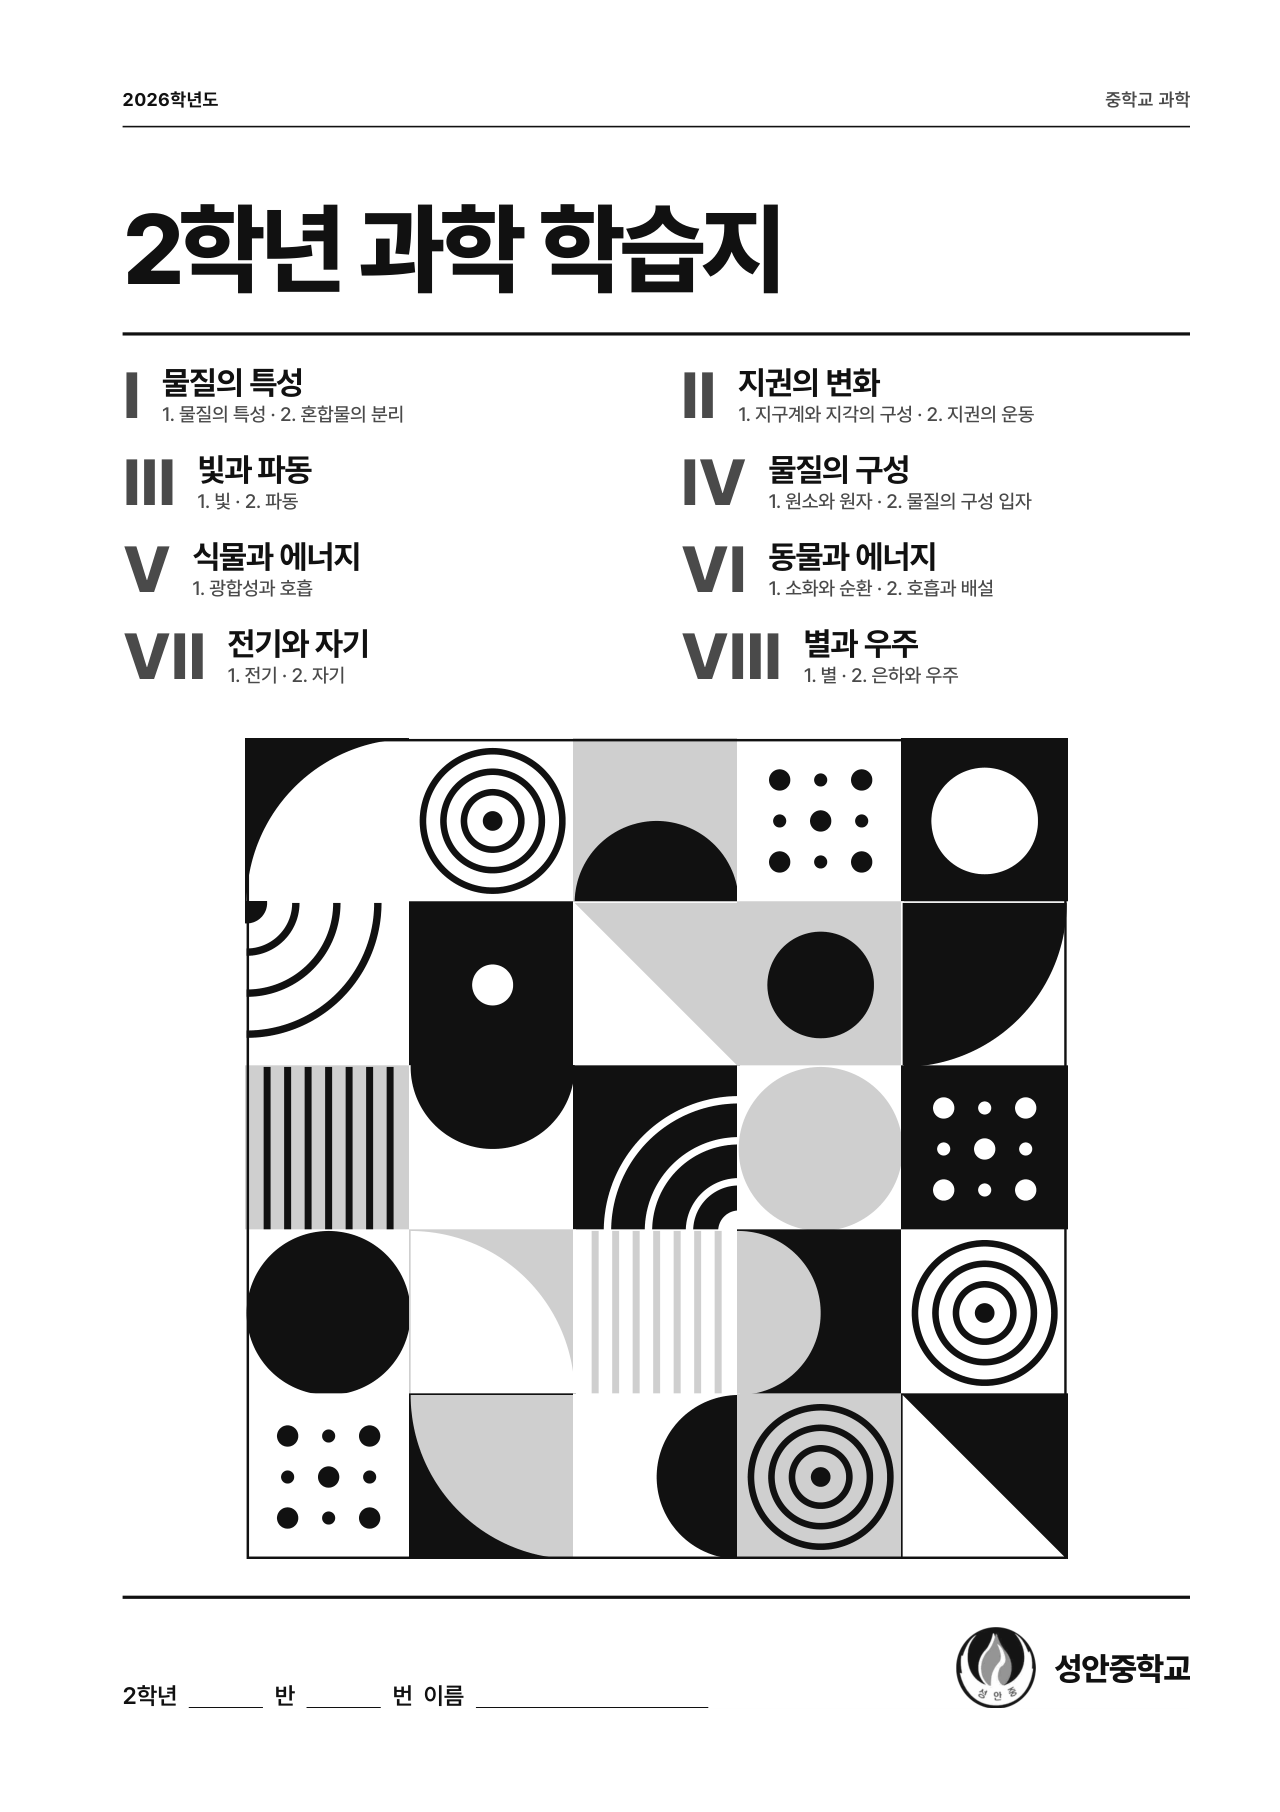 2026학년도
중학교 과학
2학년 과학 학습지
I 물질의 특성
1. 물질의 특성 · 2. 혼합물의 분리
II 지권의 변화
1. 지구계와 지각의 구성 · 2. 지권의 운동
III 빛과 파동
1. 빛 · 2. 파동
IV 물질의 구성
1. 원소와 원자 · 2. 물질의 구성 입자
V 식물과 에너지
1. 광합성과 호흡
VI 동물과 에너지
1. 소화와 순환 · 2. 호흡과 배설
VII 전기와 자기
1. 전기 · 2. 자기
VIII 별과 우주
1. 별 · 2. 은하와 우주
성안중
성안중학교
2학년 ______ 반 ______ 번 이름 ____________________